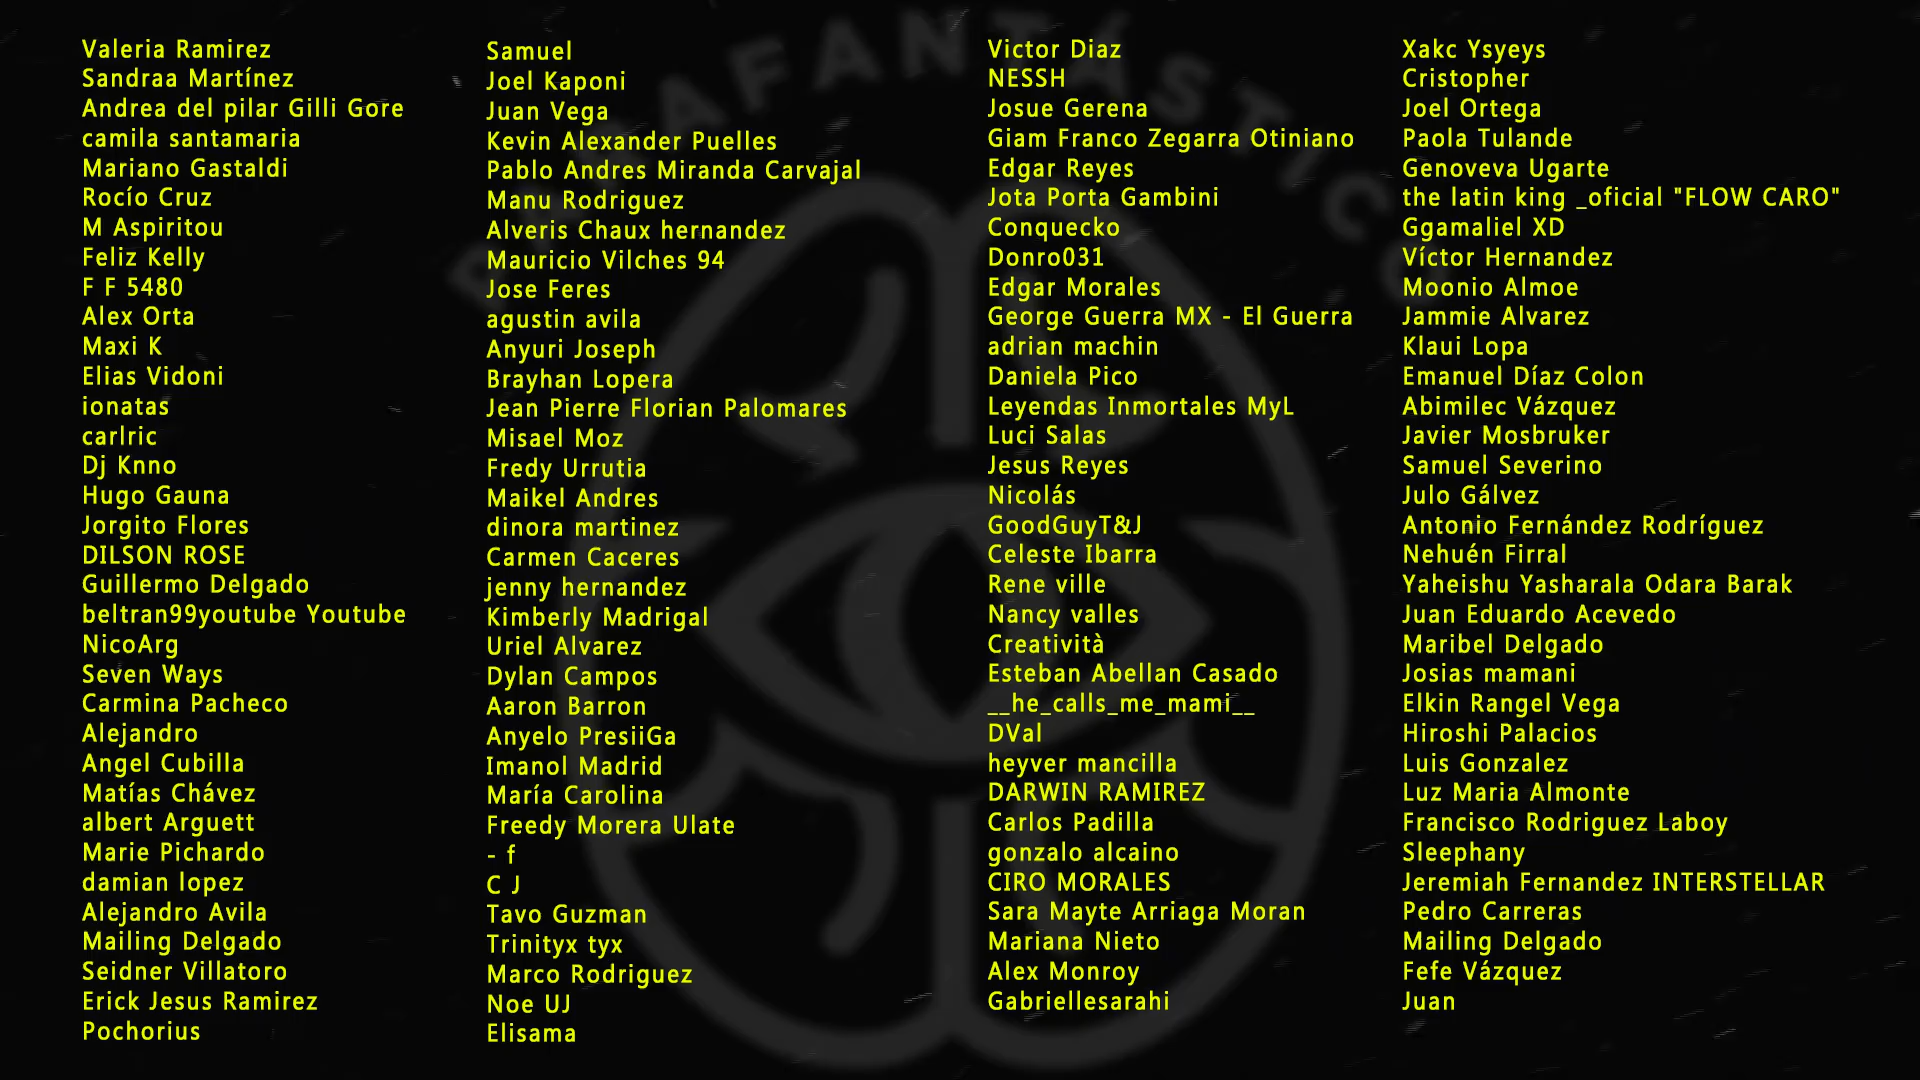 PARAFANTÁSTICO
Valeria Ramirez
Sandraa Martínez
Andrea del pilar Gilli Gore
camila santamaria
Mariano Gastaldi
Rocío Cruz
M Aspiritou
Feliz Kelly
F F 5480
Alex Orta
Maxi K
Elias Vidoni
ionatas
carlric
Dj Knno
Hugo Gauna
Jorgito Flores
DILSON ROSE
Guillermo Delgado
beltran99youtube Youtube
NicoArg
Seven Ways
Carmina Pacheco
Alejandro
Angel Cubilla
Matías Chávez
albert Arguett
Marie Pichardo
damian lopez
Alejandro Avila
Mailing Delgado
Seidner Villatoro
Erick Jesus Ramirez
Pochorius
Samuel
Joel Kaponi
Juan Vega
Kevin Alexander Puelles
Pablo Andres Miranda Carvajal
Manu Rodriguez
Alveris Chaux hernandez
Mauricio Vilches 94
Jose Feres
agustin avila
Anyuri Joseph
Brayhan Lopera
Jean Pierre Florian Palomares
Misael Moz
Fredy Urrutia
Maikel Andres
dinora martinez
Carmen Caceres
jenny hernandez
Kimberly Madrigal
Uriel Alvarez
Dylan Campos
Aaron Barron
Anyelo PresiiGa
Imanol Madrid
María Carolina
Freedy Morera Ulate
- f
C J
Tavo Guzman
Trinityx tyx
Marco Rodriguez
Noe UJ
Elisama
Victor Diaz
NESSH
Josue Gerena
Giam Franco Zegarra Otiniano
Edgar Reyes
Jota Porta Gambini
Conquecko
Donro031
Edgar Morales
George Guerra MX - El Guerra
adrian machin
Daniela Pico
Leyendas Inmortales MyL
Luci Salas
Jesus Reyes
Nicolás
GoodGuyT&J
Celeste Ibarra
Rene ville
Nancy valles
Creatività
Esteban Abellan Casado
__he_calls_me_mami__
DVal
heyver mancilla
DARWIN RAMIREZ
Carlos Padilla
gonzalo alcaino
CIRO MORALES
Sara Mayte Arriaga Moran
Mariana Nieto
Alex Monroy
Gabriellesarahi
Xakc Ysyeys
Cristopher
Joel Ortega
Paola Tulande
Genoveva Ugarte
the latin king _oficial "FLOW CARO"
Ggamaliel XD
Víctor Hernandez
Moonio Almoe
Jammie Alvarez
Klaui Lopa
Emanuel Díaz Colon
Abimilec Vázquez
Javier Mosbruker
Samuel Severino
Julo Gálvez
Antonio Fernández Rodríguez
Nehuén Firral
Yaheishu Yasharala Odara Barak
Juan Eduardo Acevedo
Maribel Delgado
Josias mamani
Elkin Rangel Vega
Hiroshi Palacios
Luis Gonzalez
Luz Maria Almonte
Francisco Rodriguez Laboy
Sleephany
Jeremiah Fernandez INTERSTELLAR
Pedro Carreras
Mailing Delgado
Fefe Vázquez
Juan